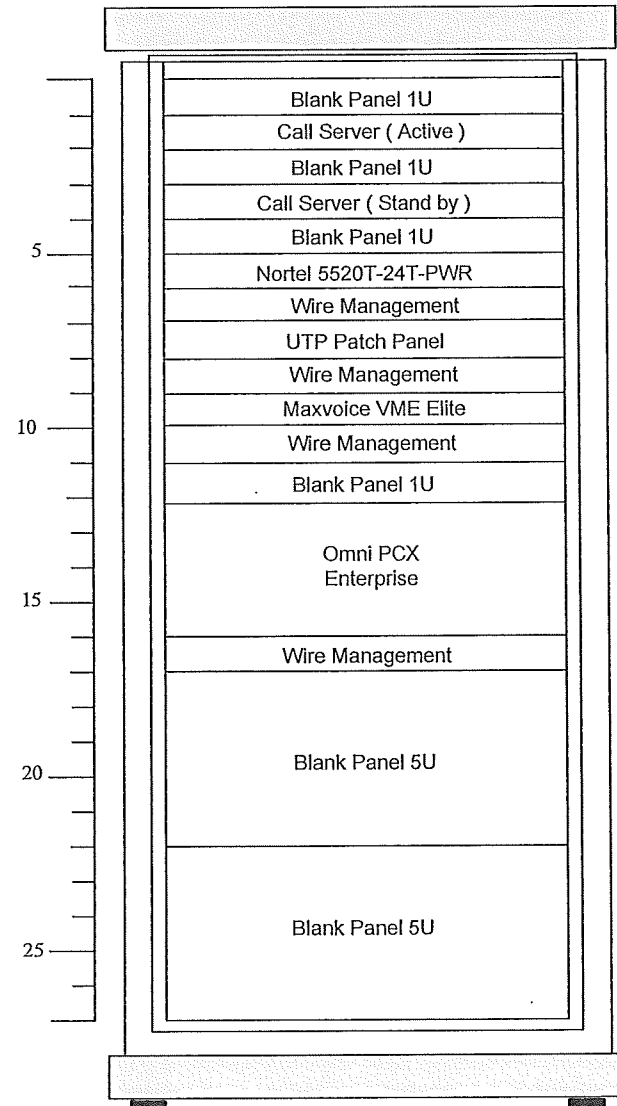 Blank Panel 1U
Call Server ( Active )
Blank Panel 1U
Call Server ( Stand by )
Blank Panel 1U
5
Nortel 5520T-24T-PWR
Wire Management
UTP Patch Panel
Wire Management
Maxvoice VME Elite
10
Wire Management
Blank Panel 1U
Omni PCX
Enterprise
15
Wire Management
Blank Panel 5U
20
Blank Panel 5U
25